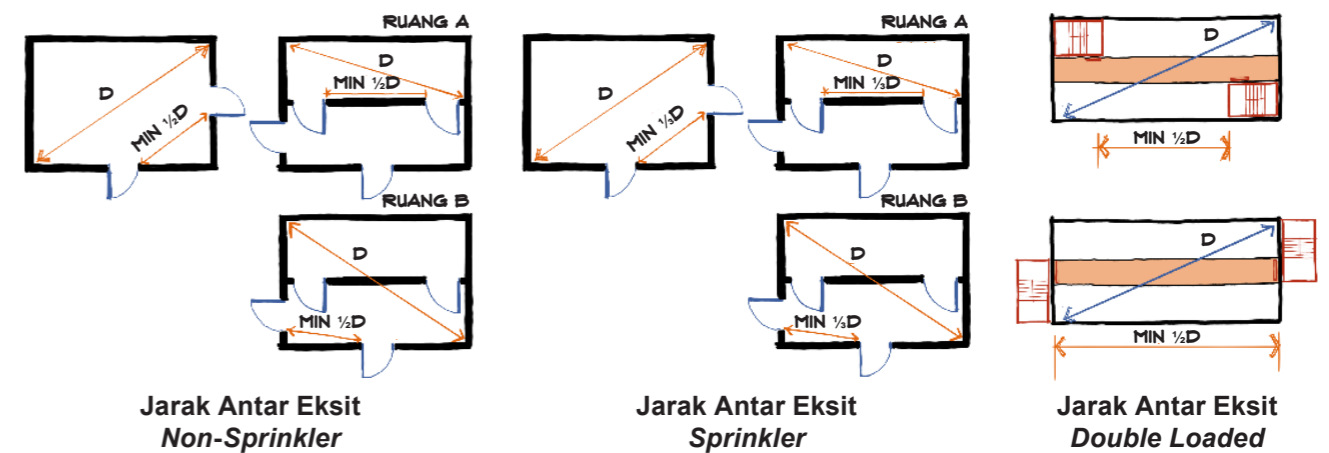 D
MIN ½D
RUANG A
D
MIN ½D
RUANG B
D
MIN ½D
Jarak Antar Eksit
Non-Sprinkler
D
MIN ⅓D
RUANG A
D
MIN ⅓D
RUANG B
D
MIN ⅓D
Jarak Antar Eksit
Sprinkler
D
MIN ½D
D
MIN ½D
Jarak Antar Eksit
Double Loaded